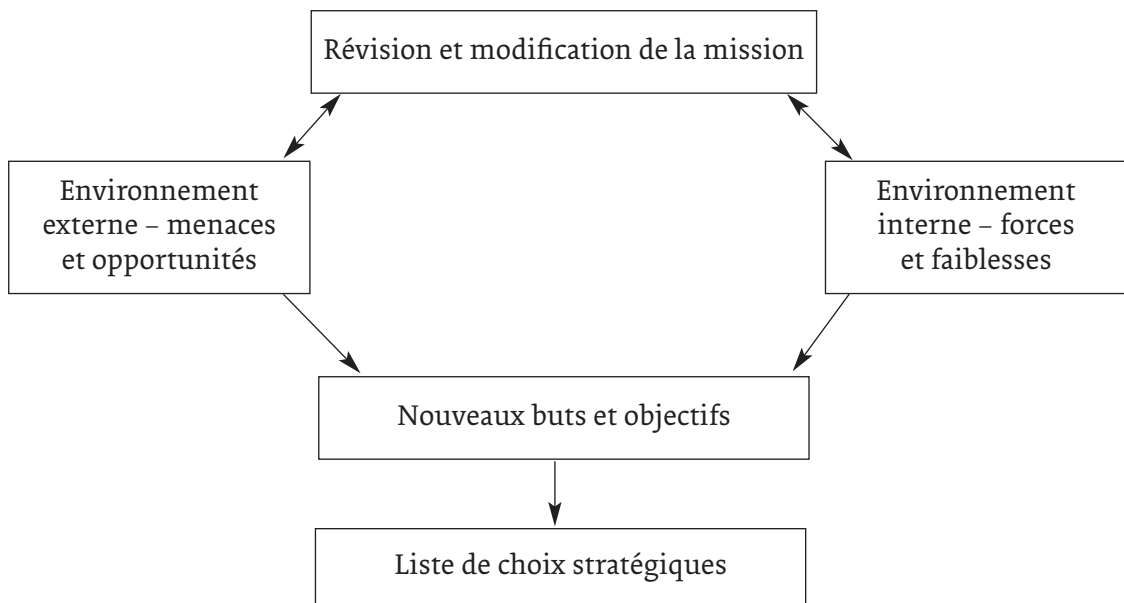 Révision et modification de la mission
Environnement
externe – menaces
et opportunités
Environnement
interne – forces
et faiblesses
Nouveaux buts et objectifs
Liste de choix stratégiques